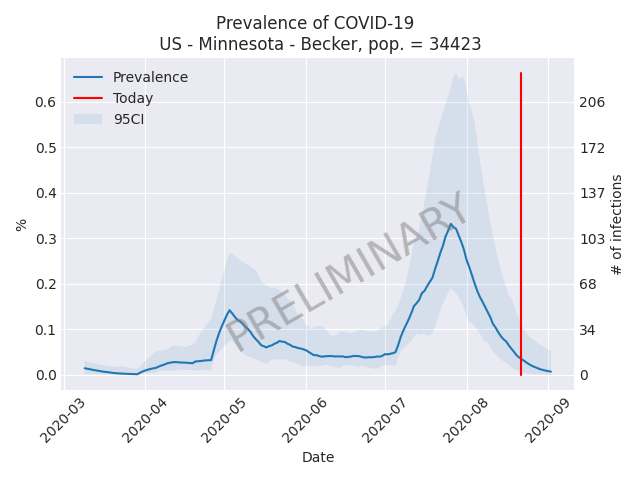 Prevalence of COVID-19
US - Minnesota - Becker, pop. = 34423
Prevalence
Today
95CI
PRELIMINARY
%
0.6
0.5
0.4
0.3
0.2
0.1
0.0
206
172
137
103
68
34
0
# of infections
2020-03
2020-04
2020-05
2020-06
2020-07
2020-08
2020-09
Date